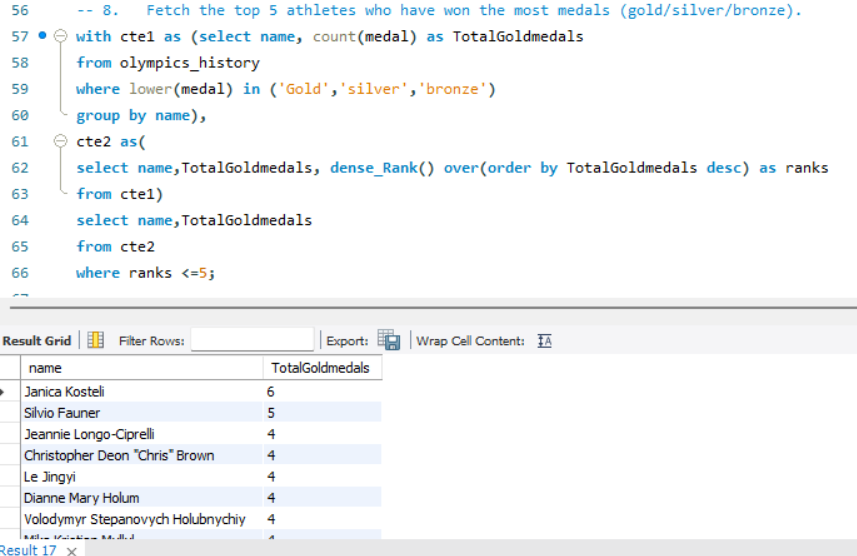 56 -- 8. Fetch the top 5 athletes who have won the most medals (gold/silver/bronze).
57 with cte1 as (select name, count(medal) as TotalGoldmedals
58 from olympics_history
59 where lower(medal) in ('Gold','silver','bronze')
60 group by name),
61 cte2 as(
62 select name,TotalGoldmedals, dense_Rank() over(order by TotalGoldmedals desc) as ranks
63 from cte1)
64 select name,TotalGoldmedals
65 from cte2
66 where ranks <=5;
Result Grid Filter Rows: Export: Wrap Cell Content: IA
name TotalGoldmedals
Janica Kosteli 6
Silvio Fauner 5
Jeannie Longo-Ciprelli 4
Christopher Deon "Chris" Brown 4
Le Jingyi 4
Dianne Mary Holum 4
Volodymyr Stepanovych Holubnychiy 4
Result 17 ×